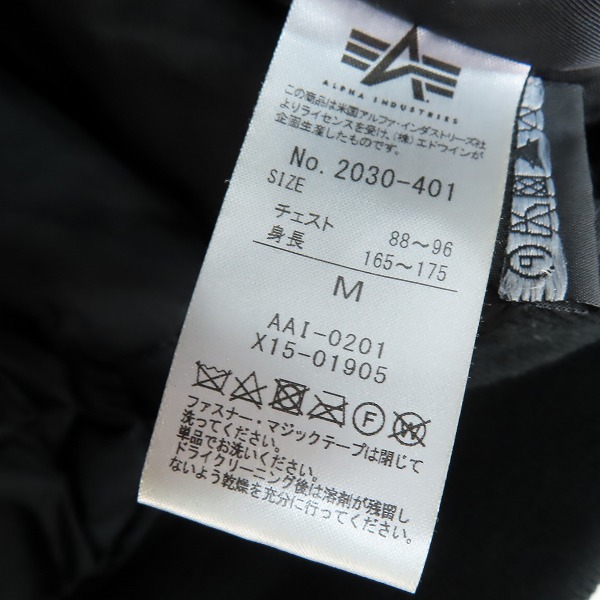 ALPHA INDUSTRIES
この商品は米国アルファ・インダストリーズ社
よりライセンスを受け、(株)エドウインが
企画生産したものです。
No. 2030-401
SIZE
チェスト 88～96
身長 165～175
M
AAI-0201
X15-01905
F
W
ファスナー・マジックテープは閉じて
洗ってください。
単品でお洗いください。
ドライクリーニング後は溶剤が残留し
ないよう乾燥を充分に行ってください。